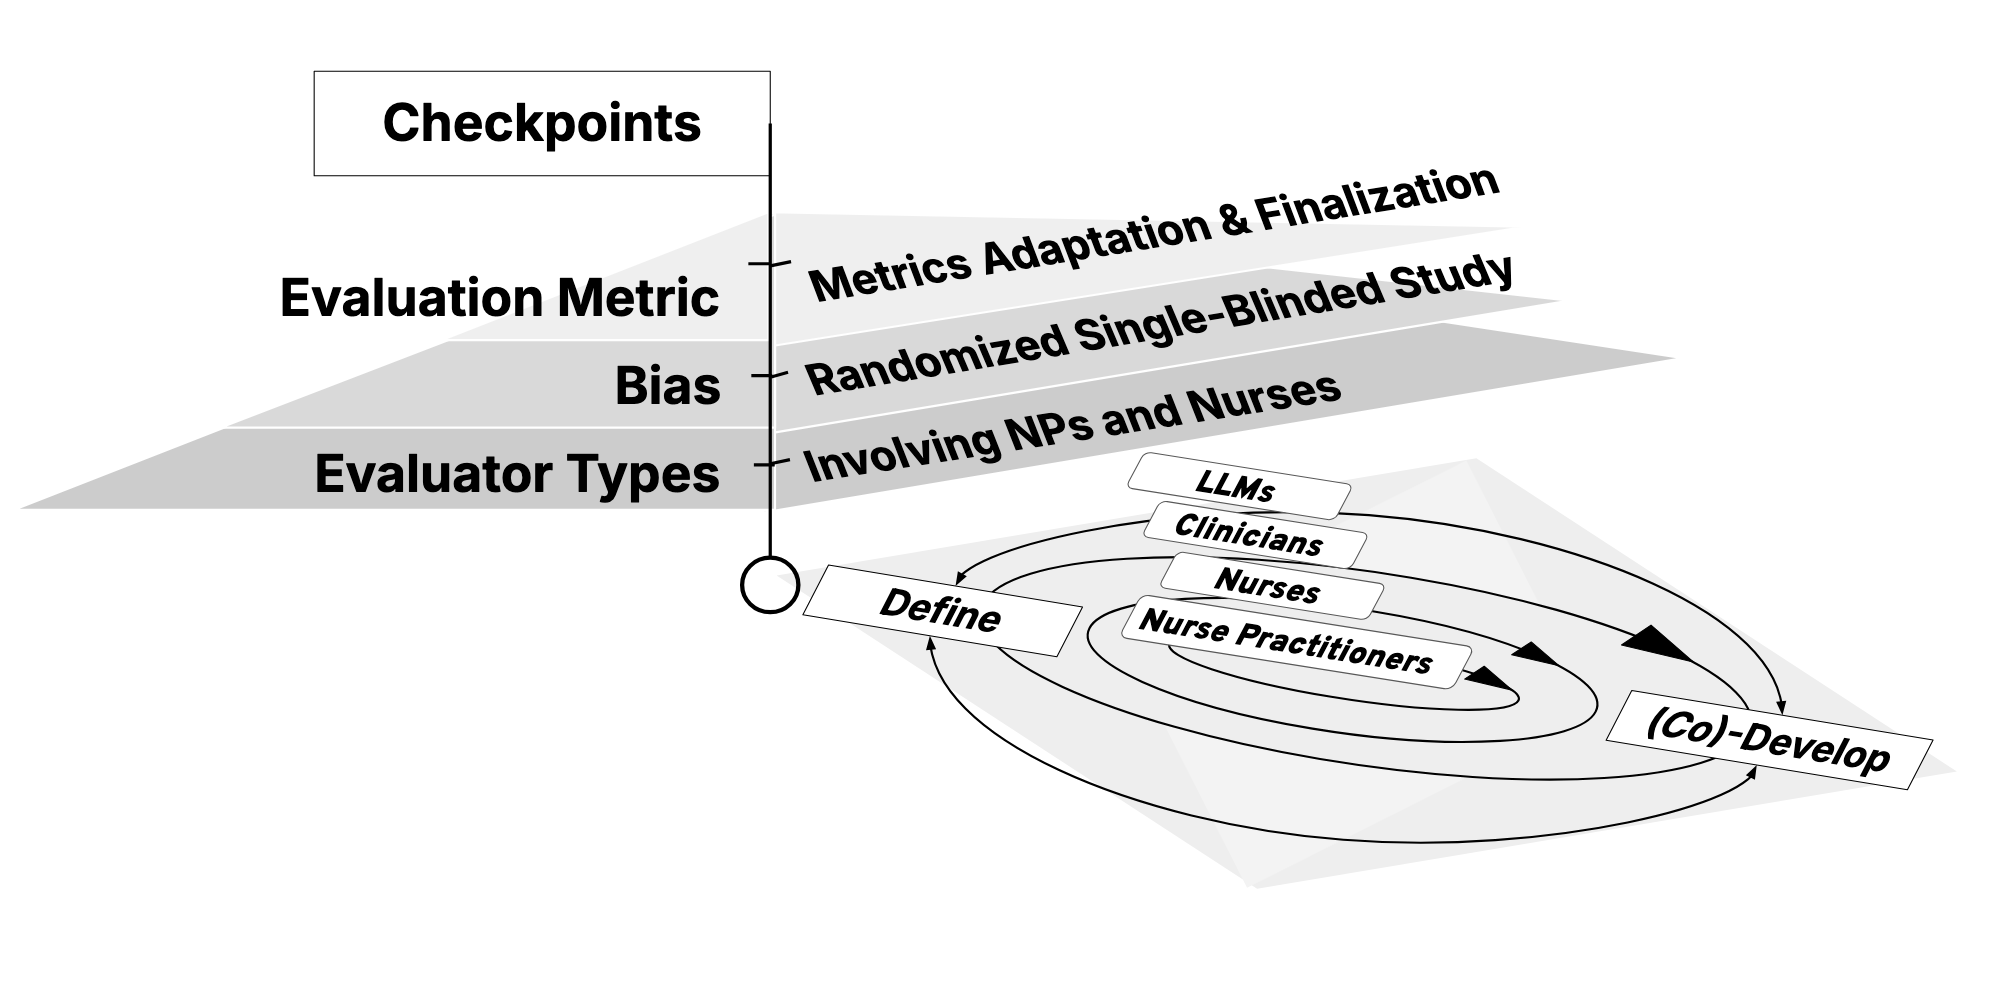 Checkpoints
Evaluation Metric
Metrics Adaptation & Finalization
Bias
Randomized Single-Blinded Study
Evaluator Types
Involving NPs and Nurses
LLMs
Clinicians
Nurses
Nurse Practitioners
Define
(Co)-Develop